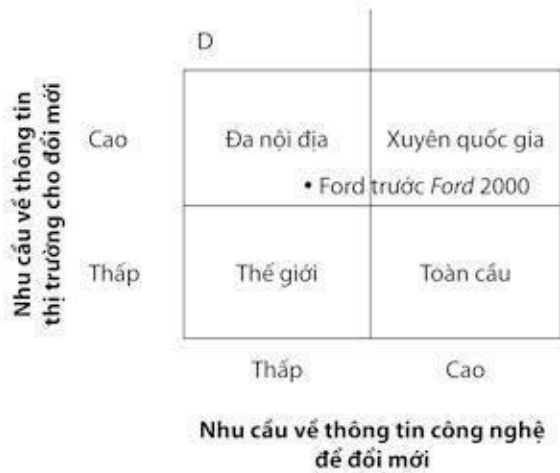 D
Nhu cầu về thông tin
thị trường cho đổi mới
Cao
Đa nội địa
Xuyên quốc gia
• Ford trước Ford 2000
Thấp
Thế giới
Toàn cầu
Thấp
Cao
Nhu cầu về thông tin công nghệ
để đổi mới